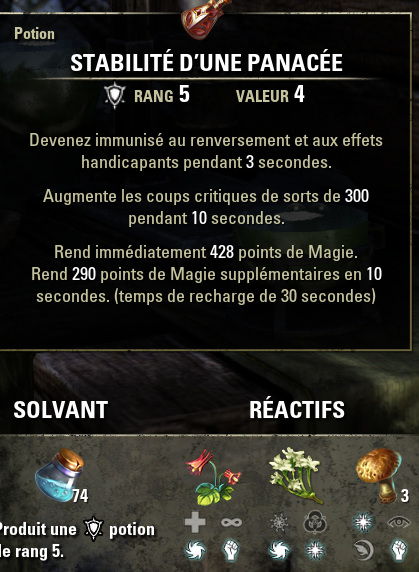 Potion
STABILITÉ D'UNE PANACÉE
RANG 5 VALEUR 4
Devenez immunisé au renversement et aux effets
handicapants pendant 3 secondes.
Augmente les coups critiques de sorts de 300
pendant 10 secondes.
Rend immédiatement 428 points de Magie.
Rend 290 points de Magie supplémentaires en 10
secondes. (temps de recharge de 30 secondes)
SOLVANT RÉACTIFS
74 3
Produit une potion
de rang 5.